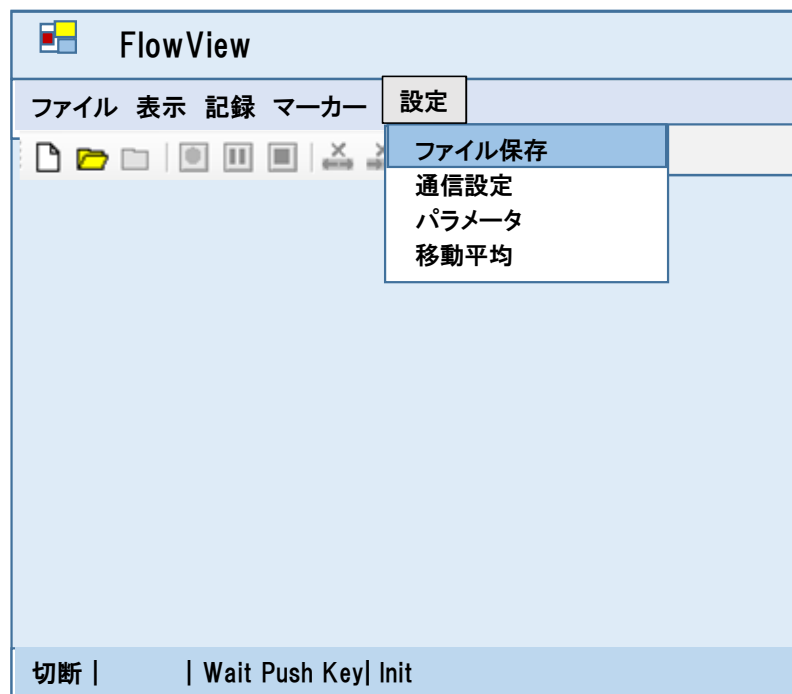 FlowView
ファイル 表示 記録 マーカー 設定
ファイル保存
通信設定
パラメータ
移動平均
切断 | | Wait Push Key| Init